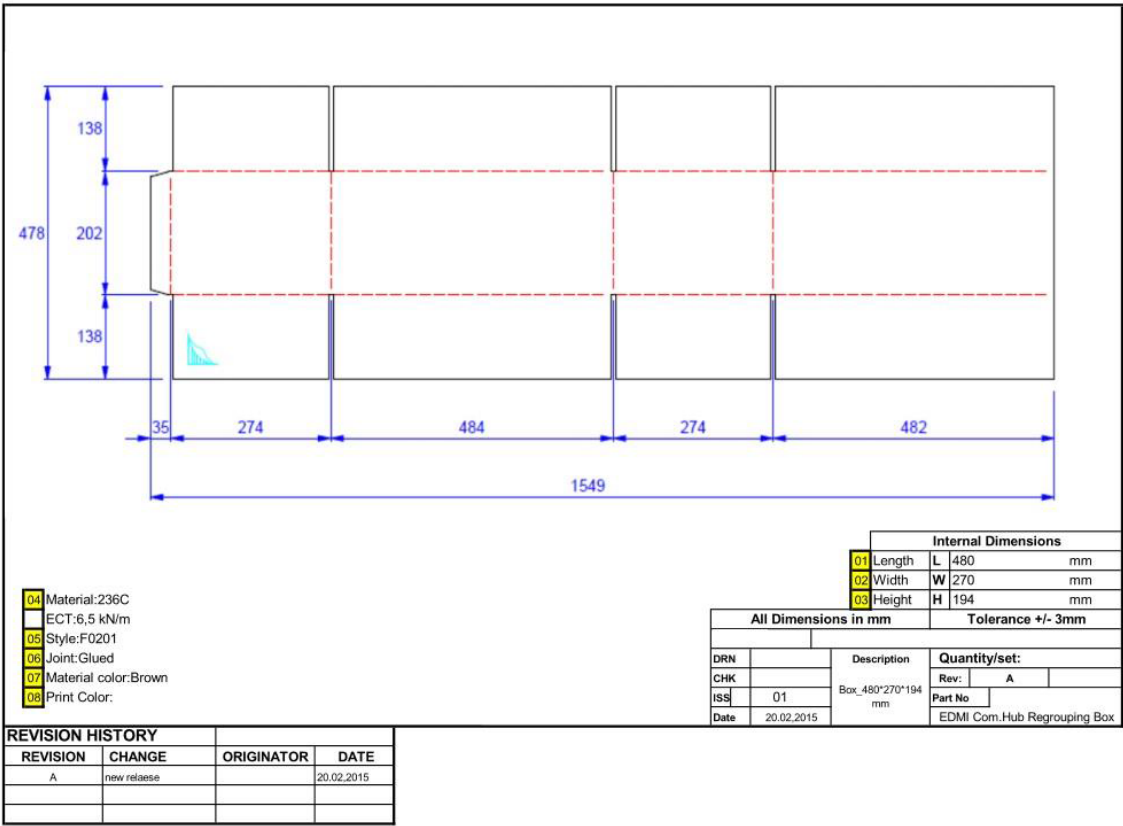 138
478
202
138
35
274
484
274
482
1549
Internal Dimensions
01 Length L 480 mm
02 Width W 270 mm
03 Height H 194 mm
All Dimensions in mm Tolerance +/- 3mm
04 Material:236C
ECT:6,5 kN/m
05 Style:F0201
06 Joint:Glued
07 Material color:Brown
08 Print Color:
DRN Description Quantity/set:
CHK Rev: A
ISS 01 Box_480*270*194 mm Part No
Date 20.02,2015 EDMI Com.Hub Regrouping Box
REVISION HISTORY
REVISION CHANGE ORIGINATOR DATE
A new relaese 20.02,2015